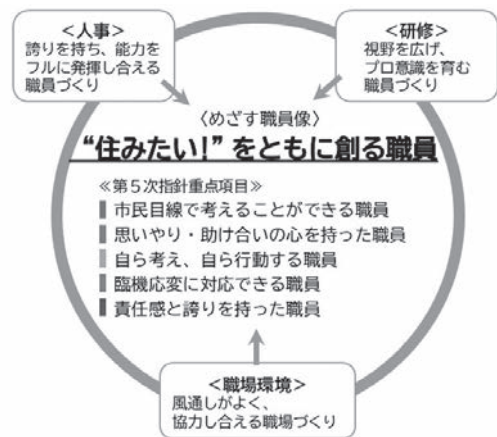 ＜人事＞
誇りを持ち、能力を
フルに発揮し合える
職員づくり
＜研修＞
視野を広げ、
プロ意識を育む
職員づくり
〈めざす職員像〉
“住みたい！”をともに創る職員
≪第５次指針重点項目≫
市民目線で考えることができる職員
思いやり・助け合いの心を持った職員
自ら考え、自ら行動する職員
臨機応変に対応できる職員
責任感と誇りを持った職員
＜職場環境＞
風通しがよく、
協力し合える職場づくり